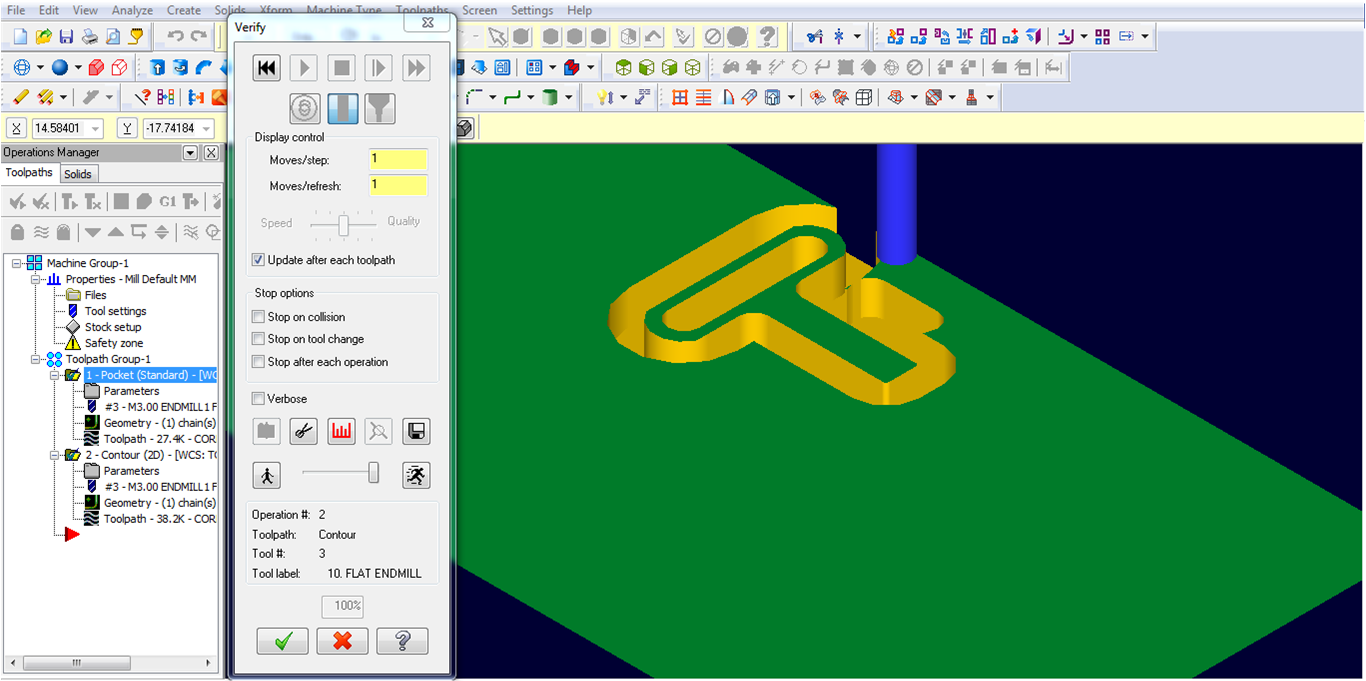 File Edit View Analyze Create Solids Xform Machine Type Toolpaths Screen Settings Help
Verify
X 14.58401 Y -17.74184
Operations Manager
Toolpaths Solids
G1
Machine Group-1
Properties - Mill Default MM
Files
Tool settings
Stock setup
Safety zone
Toolpath Group-1
1 - Pocket (Standard) - [WC
Parameters
#3 - M3.00 ENDMILL1 F
Geometry - (1) chain(s)
Toolpath - 27.4K - COR
2 - Contour (2D) - [WCS: TO
Parameters
#3 - M3.00 ENDMILL1 F
Geometry - (1) chain(s)
Toolpath - 38.2K - COR
Display control
Moves/step: 1
Moves/refresh: 1
Speed Quality
Update after each toolpath
Stop options
Stop on collision
Stop on tool change
Stop after each operation
Verbose
Operation #: 2
Toolpath: Contour
Tool #: 3
Tool label: 10. FLAT ENDMILL
100%